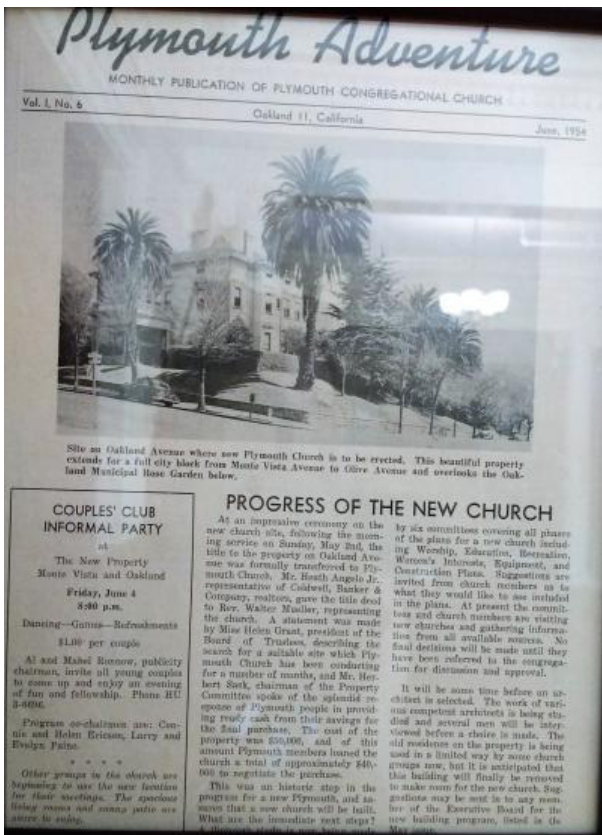 Plymouth Adventure
MONTHLY PUBLICATION OF PLYMOUTH CONGREGATIONAL CHURCH
Vol. I, No. 6
Oakland 11, California
June, 1954
Site on Oakland Avenue where new Plymouth Church is to be erected. This beautiful property
extends for a full city block from Monte Vista Avenue to Olive Avenue and overlooks the Oak-
land Municipal Rose Garden below.
COUPLES' CLUB
INFORMAL PARTY
at
The New Property
Monte Vista and Oakland
Friday, June 4
8:00 p.m.
Dancing—Games—Refreshments
$1.00 per couple
Al and Mabel publicity
chairman, invite all young couples
to come up and enjoy an evening
of fun and fellowship. Phone HU
Program co-chairmen are: Con-
nie and Helen Ericson, Larry and
Evelyn Paine.
* * * *
Other groups in the church are
beginning to use the new location
for their meetings. The spacious
living rooms and sunny patio are
yours to enjoy.
PROGRESS OF THE NEW CHURCH
At an impressive ceremony on the
new church site, following the morn-
ing service on Sunday, May 2nd, the
title to the property on Oakland Ave-
nue was formally transferred to Ply-
mouth Church. Mr. Heath Angelo Jr.,
representative of Coldwell, Banker &
Company, realtors, gave the title deed
to Rev. Walter Mueller, representing
the church. A statement was made
by Miss Helen Grant, president of the
Board of Trustees, describing the
search for a suitable site which Ply-
mouth Church has been conducting
for a number of months, and Mr. Her-
bert Sack, chairman of the Property
Committee spoke of the splendid re-
sponse of Plymouth people in provid-
ing ready cash from their savings for
the final purchase. The cost of the
property was $50,000, and of this
amount Plymouth members loaned the
church a total of approximately $40,-
000 to negotiate the purchase.
This was an historic step in the
program for a new Plymouth, and as-
sures that a new church will be built.
What are the immediate next steps?
by six committees covering all phases
of the plans for a new church includ-
ing Worship, Education, Recreation,
Women's Interests, Equipment, and
Construction Plans. Suggestions are
invited from church members as to
what they would like to see included
in the plans. At present the commit-
tees and church members are visiting
new churches and gathering informa-
tion from all available sources. No
final decisions will be made until they
have been referred to the congrega-
tion for discussion and approval.
It will be some time before an ar-
chitect is selected. The work of vari-
ous competent architects is being stu-
died and several men will be inter-
viewed before a choice is made. The
old residence on the property is being
used in a limited way by some church
groups now, but it is anticipated that
this building will finally be removed
to make room for the new church. Sug-
gestions may be sent to any mem-
ber of the Executive Board for the
new building program, listed in the